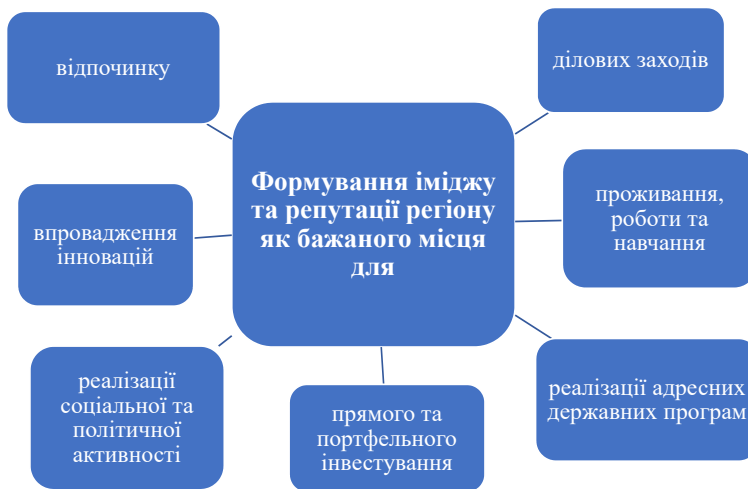 відпочинку
ділових заходів
Формування іміджу
та репутації регіону
як бажаного місця
для
впровадження
інновацій
проживання,
роботи та
навчання
реалізації
соціальної та
політичної
активності
прямого та
портфельного
інвестування
реалізації адресних
державних програм